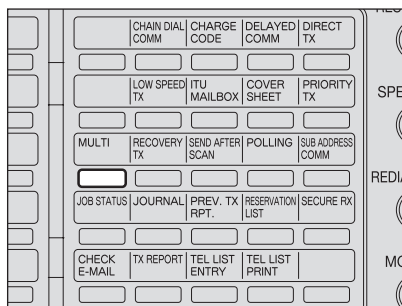 CHAIN DIAL
COMM
CHARGE
CODE
DELAYED
COMM
DIRECT
TX
LOW SPEED
TX
ITU
MAILBOX
COVER
SHEET
PRIORITY
TX
SPE
MULTI
RECOVERY
TX
SEND AFTER
SCAN
POLLING
SUB ADDRESS
COMM
REDIA
JOB STATUS
JOURNAL
PREV. TX
RPT.
RESERVATION
LIST
SECURE RX
CHECK
E-MAIL
TX REPORT
TEL LIST
ENTRY
TEL LIST
PRINT
MO